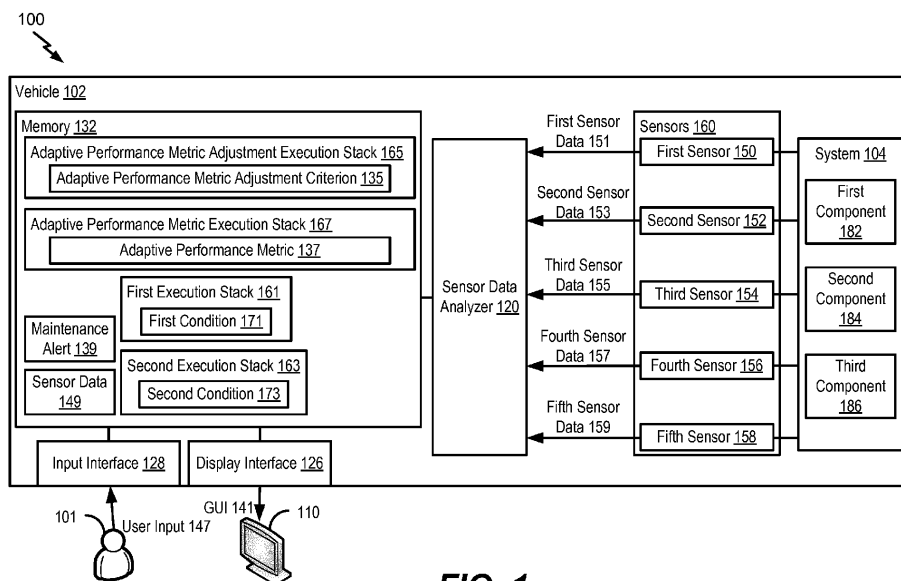 100
Vehicle 102
Memory 132
Adaptive Performance Metric Adjustment Execution Stack 165
Adaptive Performance Metric Adjustment Criterion 135
Adaptive Performance Metric Execution Stack 167
Adaptive Performance Metric 137
First Execution Stack 161
First Condition 171
Maintenance
Alert 139
Second Execution Stack 163
Second Condition 173
Sensor Data
149
Input Interface 128
Display Interface 126
Sensor Data
Analyzer 120
First Sensor
Data 151
Second Sensor
Data 153
Third Sensor
Data 155
Fourth Sensor
Data 157
Fifth Sensor
Data 159
Sensors 160
First Sensor 150
Second Sensor 152
Third Sensor 154
Fourth Sensor 156
Fifth Sensor 158
System 104
First
Component
182
Second
Component
184
Third
Component
186
101
User Input 147
GUI 141
110
FIG. 1